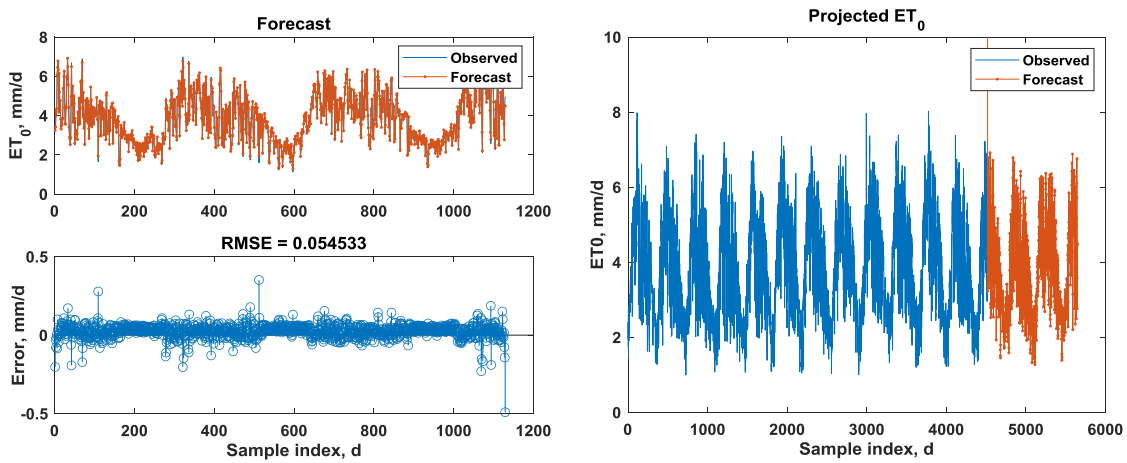 Forecast
8
6
4
2
0
ET0, mm/d
Observed
Forecast
0 200 400 600 800 1000 1200
RMSE = 0.054533
0.5
0
-0.5
Error, mm/d
0 200 400 600 800 1000 1200
Sample index, d
Projected ET0
10
8
6
4
2
0
ET0, mm/d
Observed
Forecast
0 1000 2000 3000 4000 5000 6000
Sample index, d